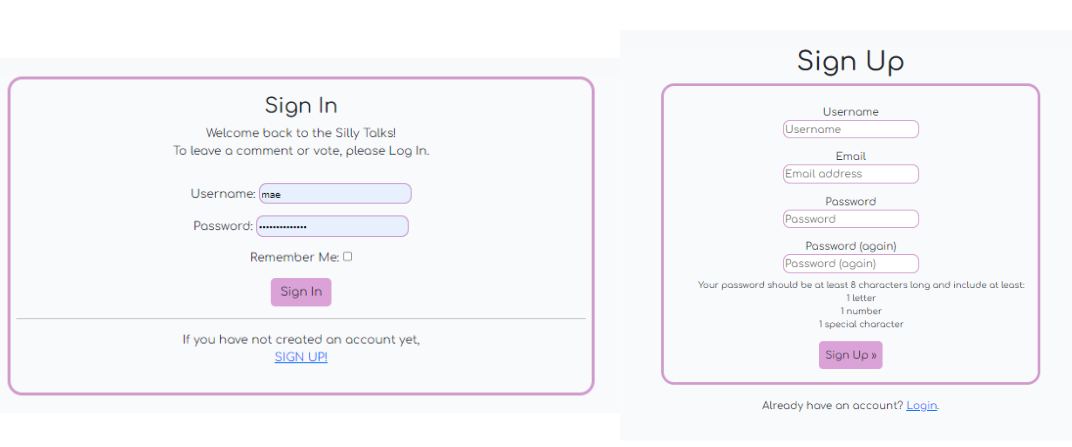 Sign In
Welcome back to the Silly Talks!
To leave a comment or vote, please Log In.
Username: mae
Password: ••••••••••••••
Remember Me:
Sign In
If you have not created an account yet,
SIGN UP!
Sign Up
Username
Username
Email
Email address
Password
Password
Password (again)
Password (again)
Your password should be at least 8 characters long and include at least:
1 letter
1 number
1 special character
Sign Up »
Already have an account? Login.